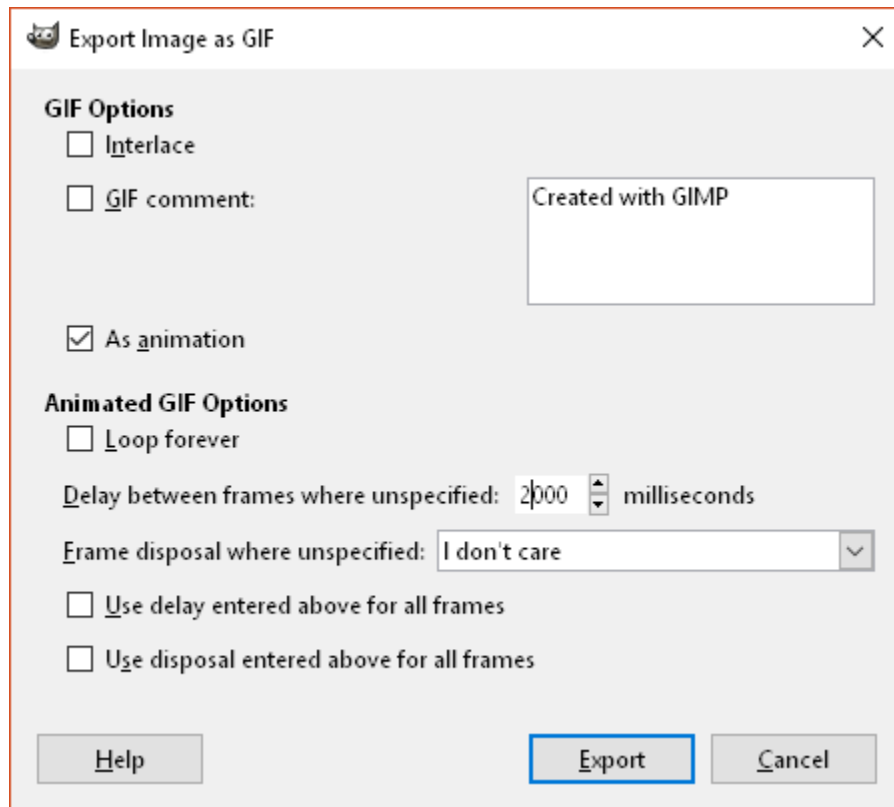 Export Image as GIF
GIF Options
Interlace
GIF comment:
Created with GIMP
As animation
Animated GIF Options
Loop forever
Delay between frames where unspecified: 2000 milliseconds
Frame disposal where unspecified: I don't care
Use delay entered above for all frames
Use disposal entered above for all frames
Help Export Cancel